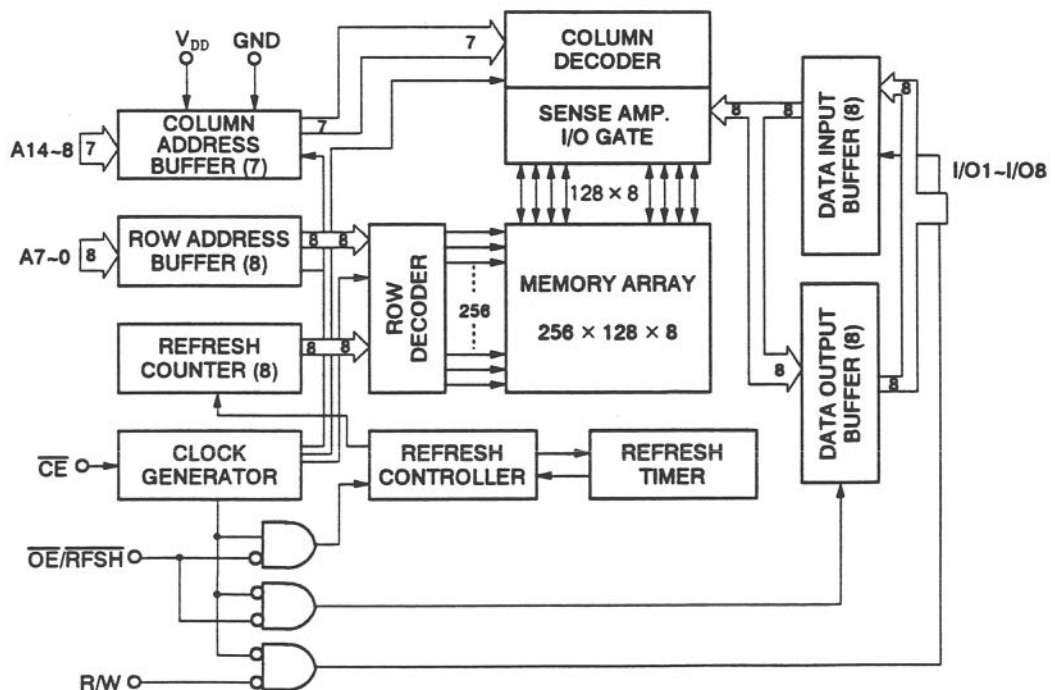 V_DD
GND
A14~8
7
COLUMN
ADDRESS
BUFFER (7)
7
7
COLUMN
DECODER
SENSE AMP.
I/O GATE
8
8
DATA INPUT
BUFFER (8)
8
I/O1~I/O8
128 × 8
A7~0
8
ROW ADDRESS
BUFFER (8)
8
8
ROW
DECODER
256
MEMORY ARRAY
256 × 128 × 8
REFRESH
COUNTER (8)
8
8
8
DATA OUTPUT
BUFFER (8)
8
C̅E̅
CLOCK
GENERATOR
REFRESH
CONTROLLER
REFRESH
TIMER
O̅E̅/R̅F̅S̅H̅
R/W